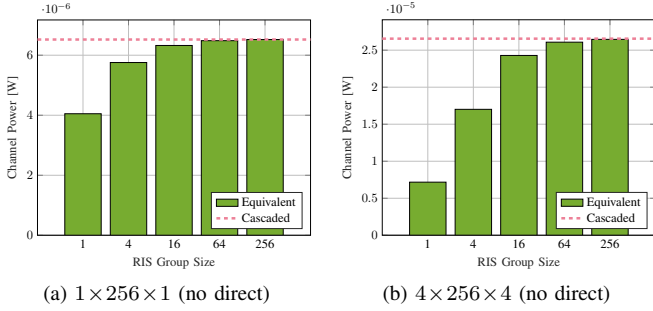 ·10⁻⁶
6
4
2
0
Channel Power [W]
Equivalent
Cascaded
1 4 16 64 256
RIS Group Size
(a) 1×256×1 (no direct)
·10⁻⁵
2.5
2
1.5
1
0.5
0
Channel Power [W]
Equivalent
Cascaded
1 4 16 64 256
RIS Group Size
(b) 4×256×4 (no direct)